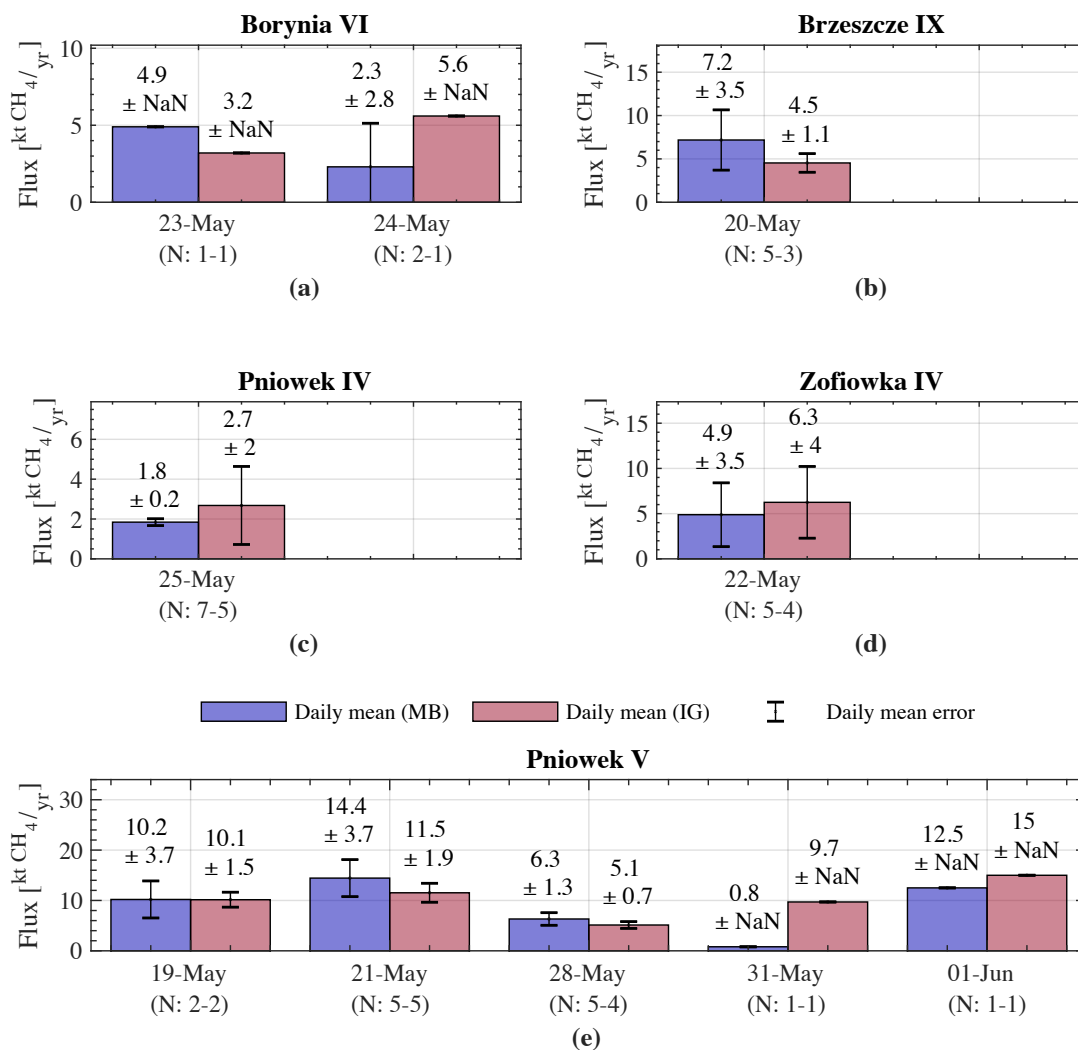 Borynia VI
Flux [kt CH4/yr]
10
5
0
4.9
± NaN
3.2
± NaN
2.3
± 2.8
5.6
± NaN
23-May
(N: 1-1)
24-May
(N: 2-1)
(a)
Brzeszcze IX
Flux [kt CH4/yr]
15
10
5
0
7.2
± 3.5
4.5
± 1.1
20-May
(N: 5-3)
(b)
Pniowek IV
Flux [kt CH4/yr]
6
4
2
0
1.8
± 0.2
2.7
± 2
25-May
(N: 7-5)
(c)
Zofiowka IV
Flux [kt CH4/yr]
15
10
5
0
4.9
± 3.5
6.3
± 4
22-May
(N: 5-4)
(d)
Daily mean (MB)
Daily mean (IG)
Daily mean error
Pniowek V
Flux [kt CH4/yr]
30
20
10
0
10.2
± 3.7
10.1
± 1.5
14.4
± 3.7
11.5
± 1.9
6.3
± 1.3
5.1
± 0.7
0.8
± NaN
9.7
± NaN
12.5
± NaN
15
± NaN
19-May
(N: 2-2)
21-May
(N: 5-5)
28-May
(N: 5-4)
31-May
(N: 1-1)
01-Jun
(N: 1-1)
(e)